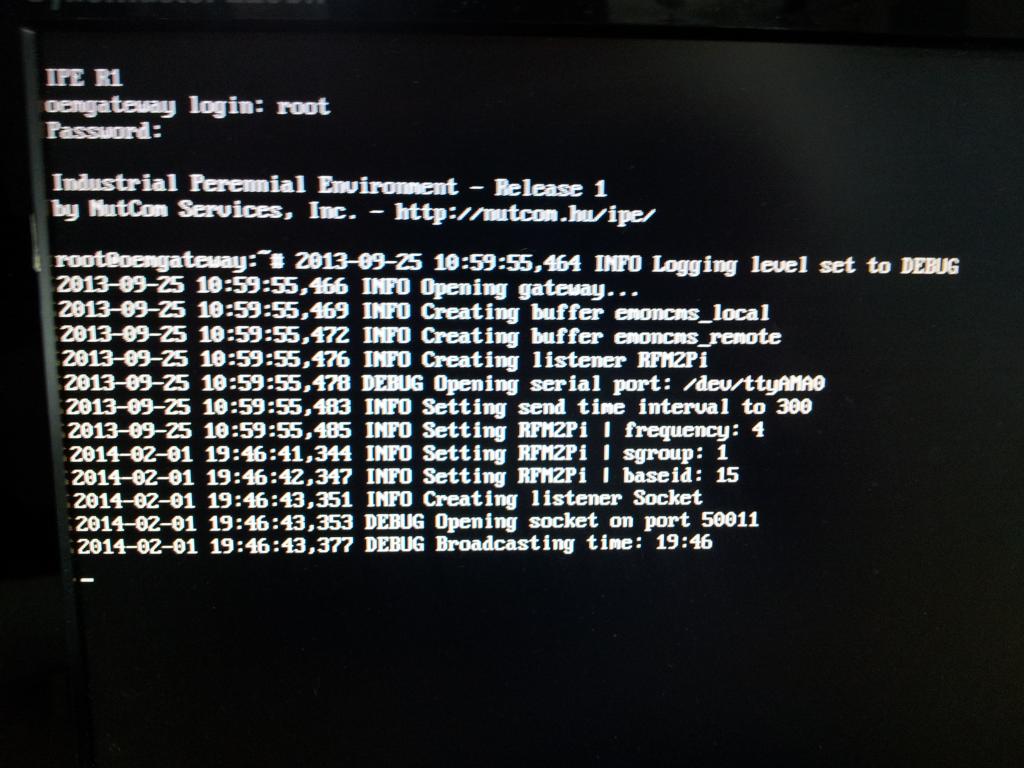 IPE R1
oemgateway login: root
Password:
Industrial Perennial Environment - Release 1
by NutCom Services, Inc. - http://nutcom.hu/ipe/
root@oemgateway:~# 2013-09-25 10:59:55,464 INFO Logging level set to DEBUG
2013-09-25 10:59:55,466 INFO Opening gateway...
2013-09-25 10:59:55,469 INFO Creating buffer emoncms_local
2013-09-25 10:59:55,472 INFO Creating buffer emoncms_remote
2013-09-25 10:59:55,476 INFO Creating listener RFM2Pi
2013-09-25 10:59:55,478 DEBUG Opening serial port: /dev/ttyAMA0
2013-09-25 10:59:55,483 INFO Setting send time interval to 300
2013-09-25 10:59:55,485 INFO Setting RFM2Pi | frequency: 4
2014-02-01 19:46:41,344 INFO Setting RFM2Pi | sgroup: 1
2014-02-01 19:46:42,347 INFO Setting RFM2Pi | baseid: 15
2014-02-01 19:46:43,351 INFO Creating listener Socket
2014-02-01 19:46:43,353 DEBUG Opening socket on port 50011
2014-02-01 19:46:43,377 DEBUG Broadcasting time: 19:46